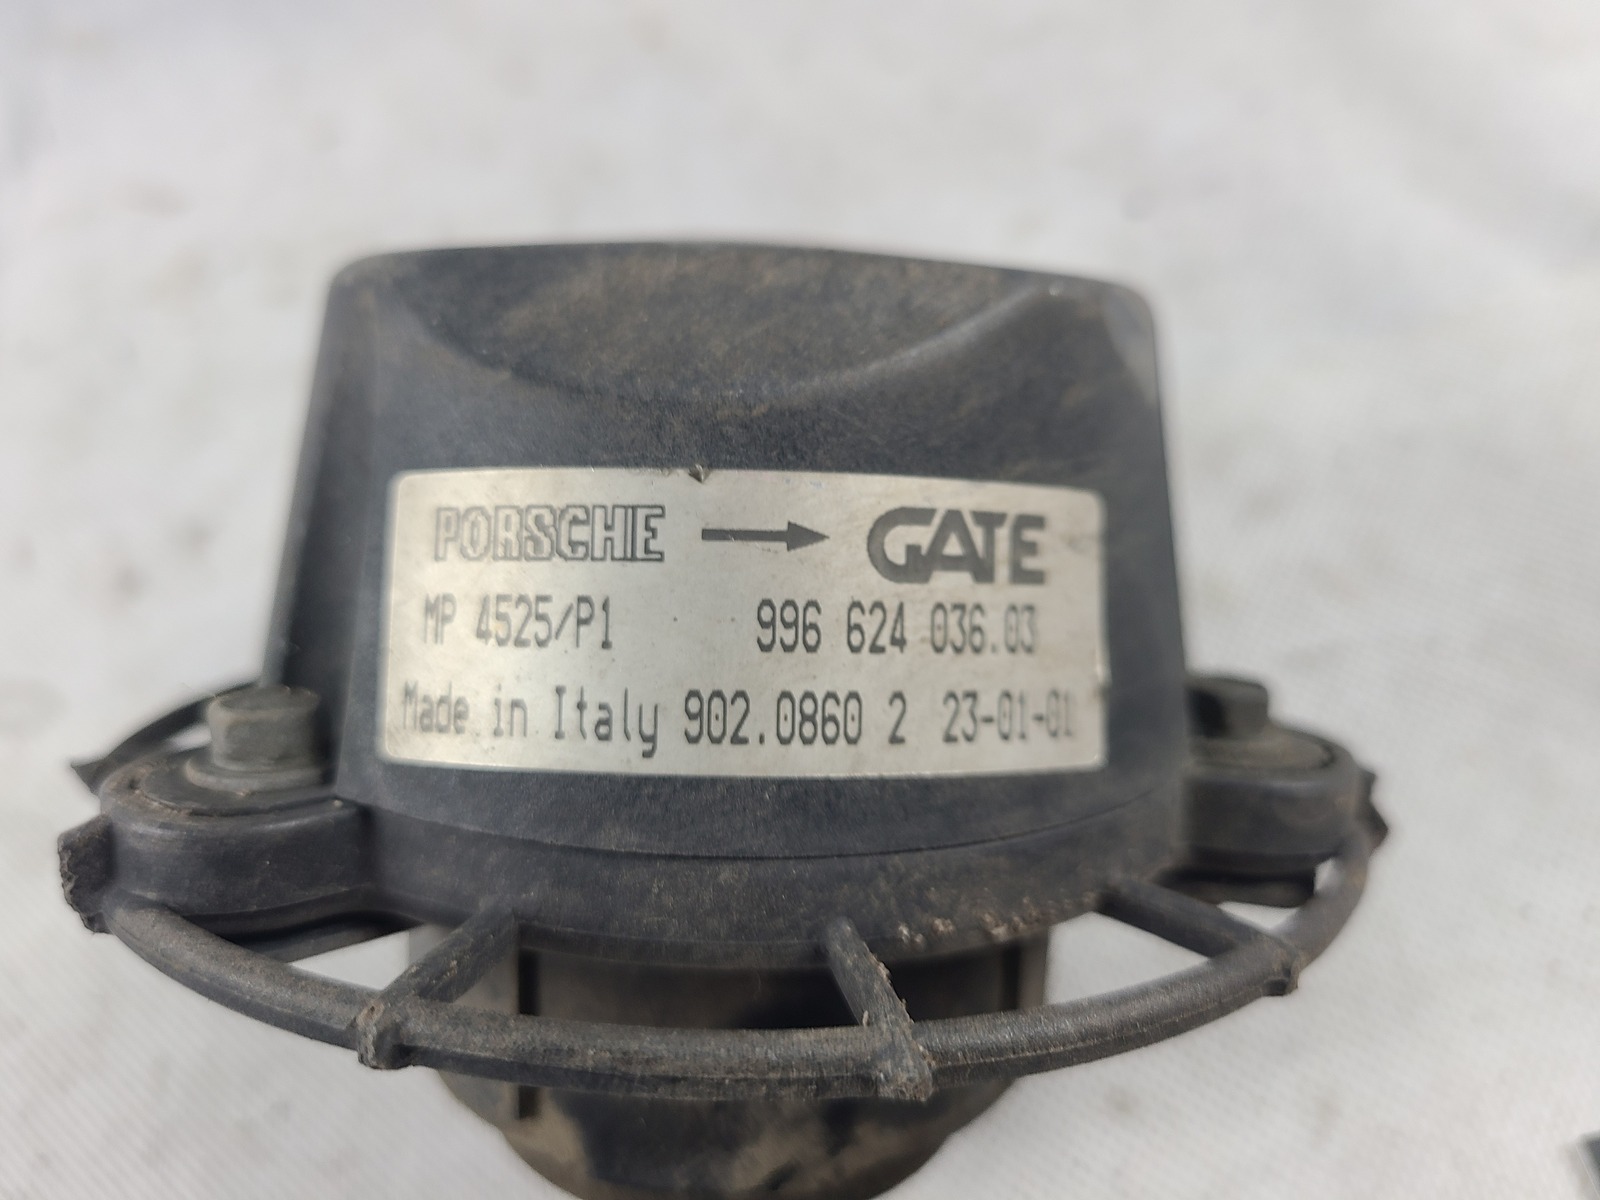 PORSCHE → GATE
MP 4525/P1 996 624 036.03
Made in Italy 902.0860 2 23-01-01